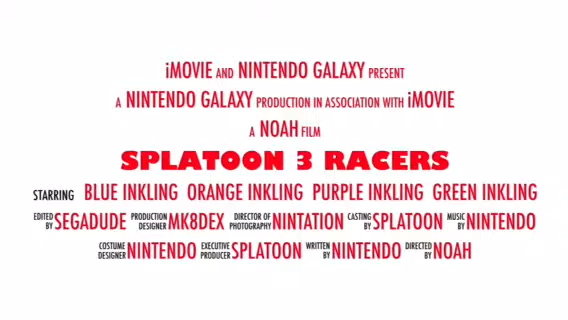 iMOVIE AND NINTENDO GALAXY PRESENT
A NINTENDO GALAXY PRODUCTION IN ASSOCIATION WITH iMOVIE
A NOAH FILM
SPLATOON 3 RACERS
STARRING BLUE INKLING ORANGE INKLING PURPLE INKLING GREEN INKLING
EDITED BY SEGADUDE PRODUCTION DESIGNER MK8DEX DIRECTOR OF PHOTOGRAPHY NINTATION CASTING BY SPLATOON MUSIC BY NINTENDO
COSTUME DESIGNER NINTENDO EXECUTIVE PRODUCER SPLATOON WRITTEN BY NINTENDO DIRECTED BY NOAH